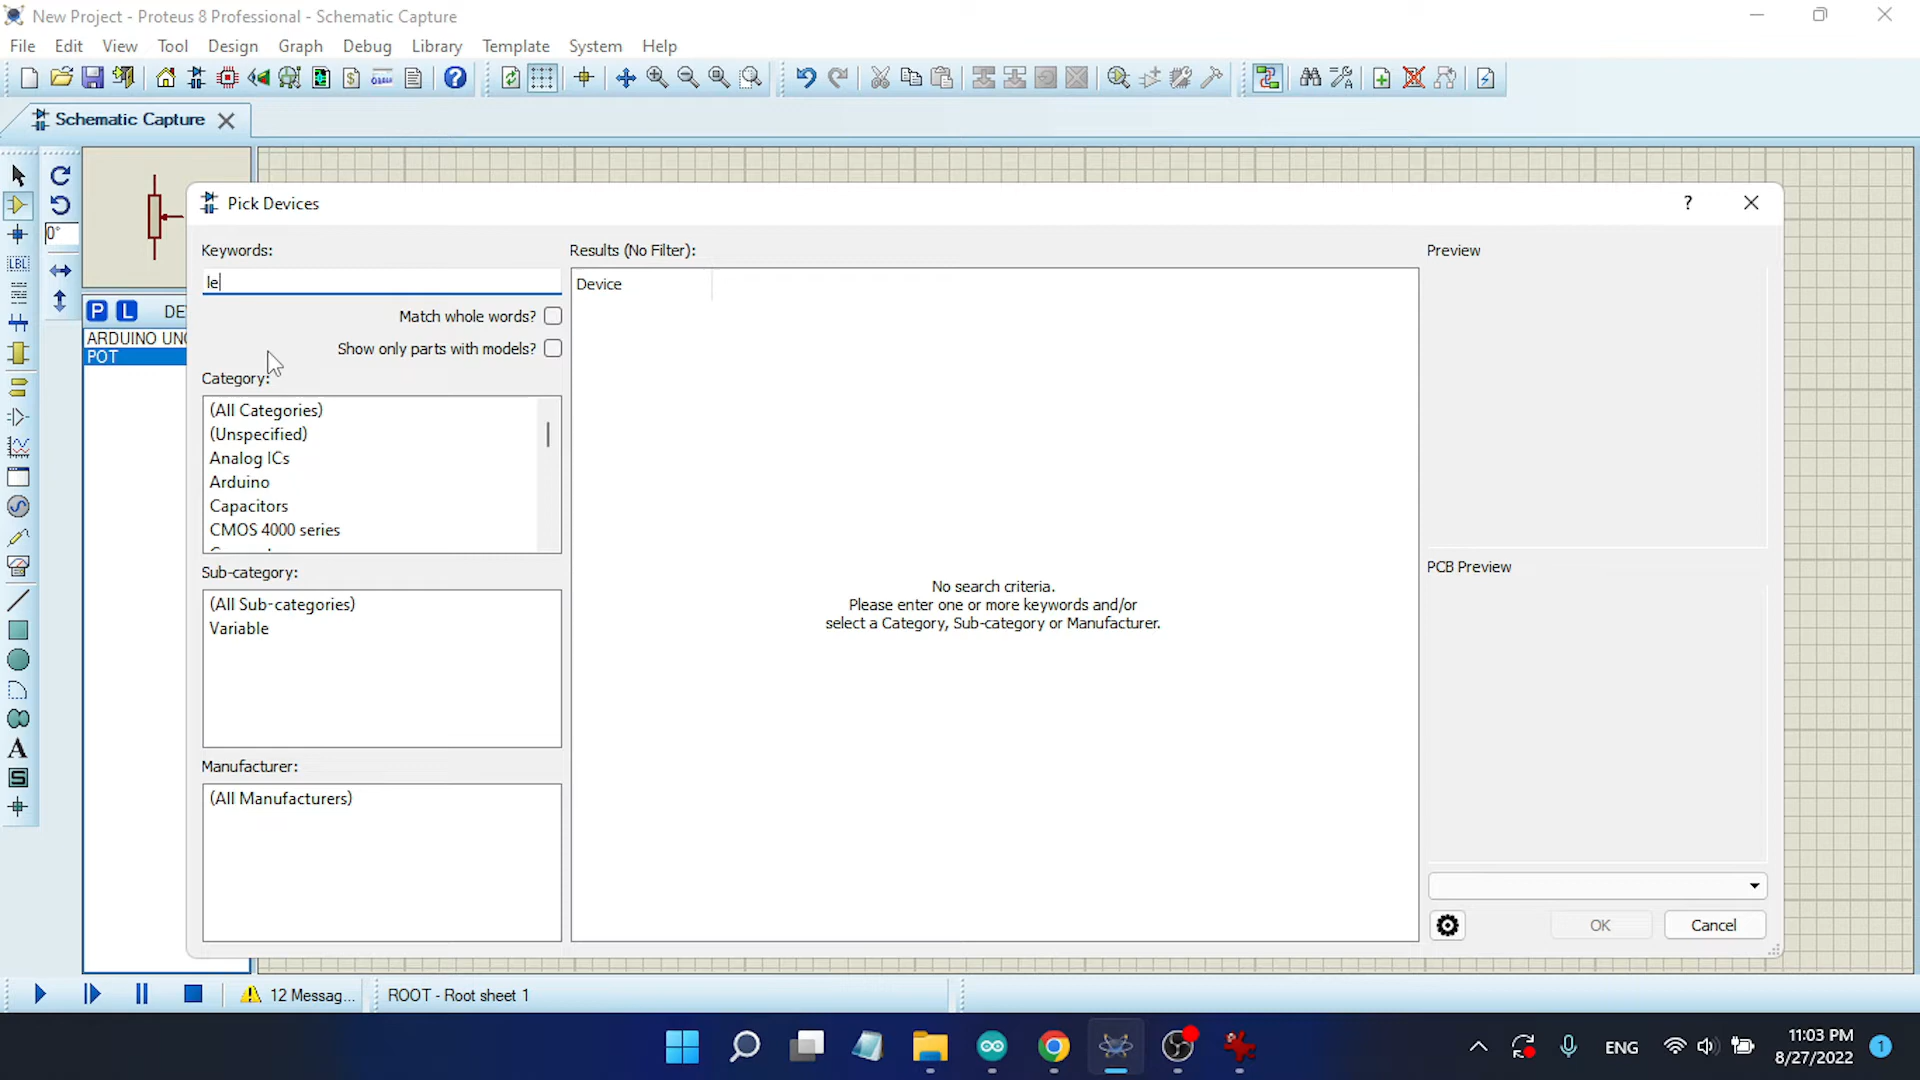 New Project - Proteus 8 Professional - Schematic Capture
File Edit View Tool Design Graph Debug Library Template System Help
Schematic Capture
0°
LBL
Pick Devices
?
Keywords:
le
Match whole words?
Show only parts with models?
P L
ARDUINO
POT
Category:
(All Categories)
(Unspecified)
Analog ICs
Arduino
Capacitors
CMOS 4000 series
Sub-category:
(All Sub-categories)
Variable
Manufacturer:
(All Manufacturers)
Results (No Filter):
Device
No search criteria.
Please enter one or more keywords and/or
select a Category, Sub-category or Manufacturer.
Preview
PCB Preview
OK Cancel
A
S
12 Messag...
ROOT - Root sheet 1
ENG
11:03 PM
8/27/2022
1